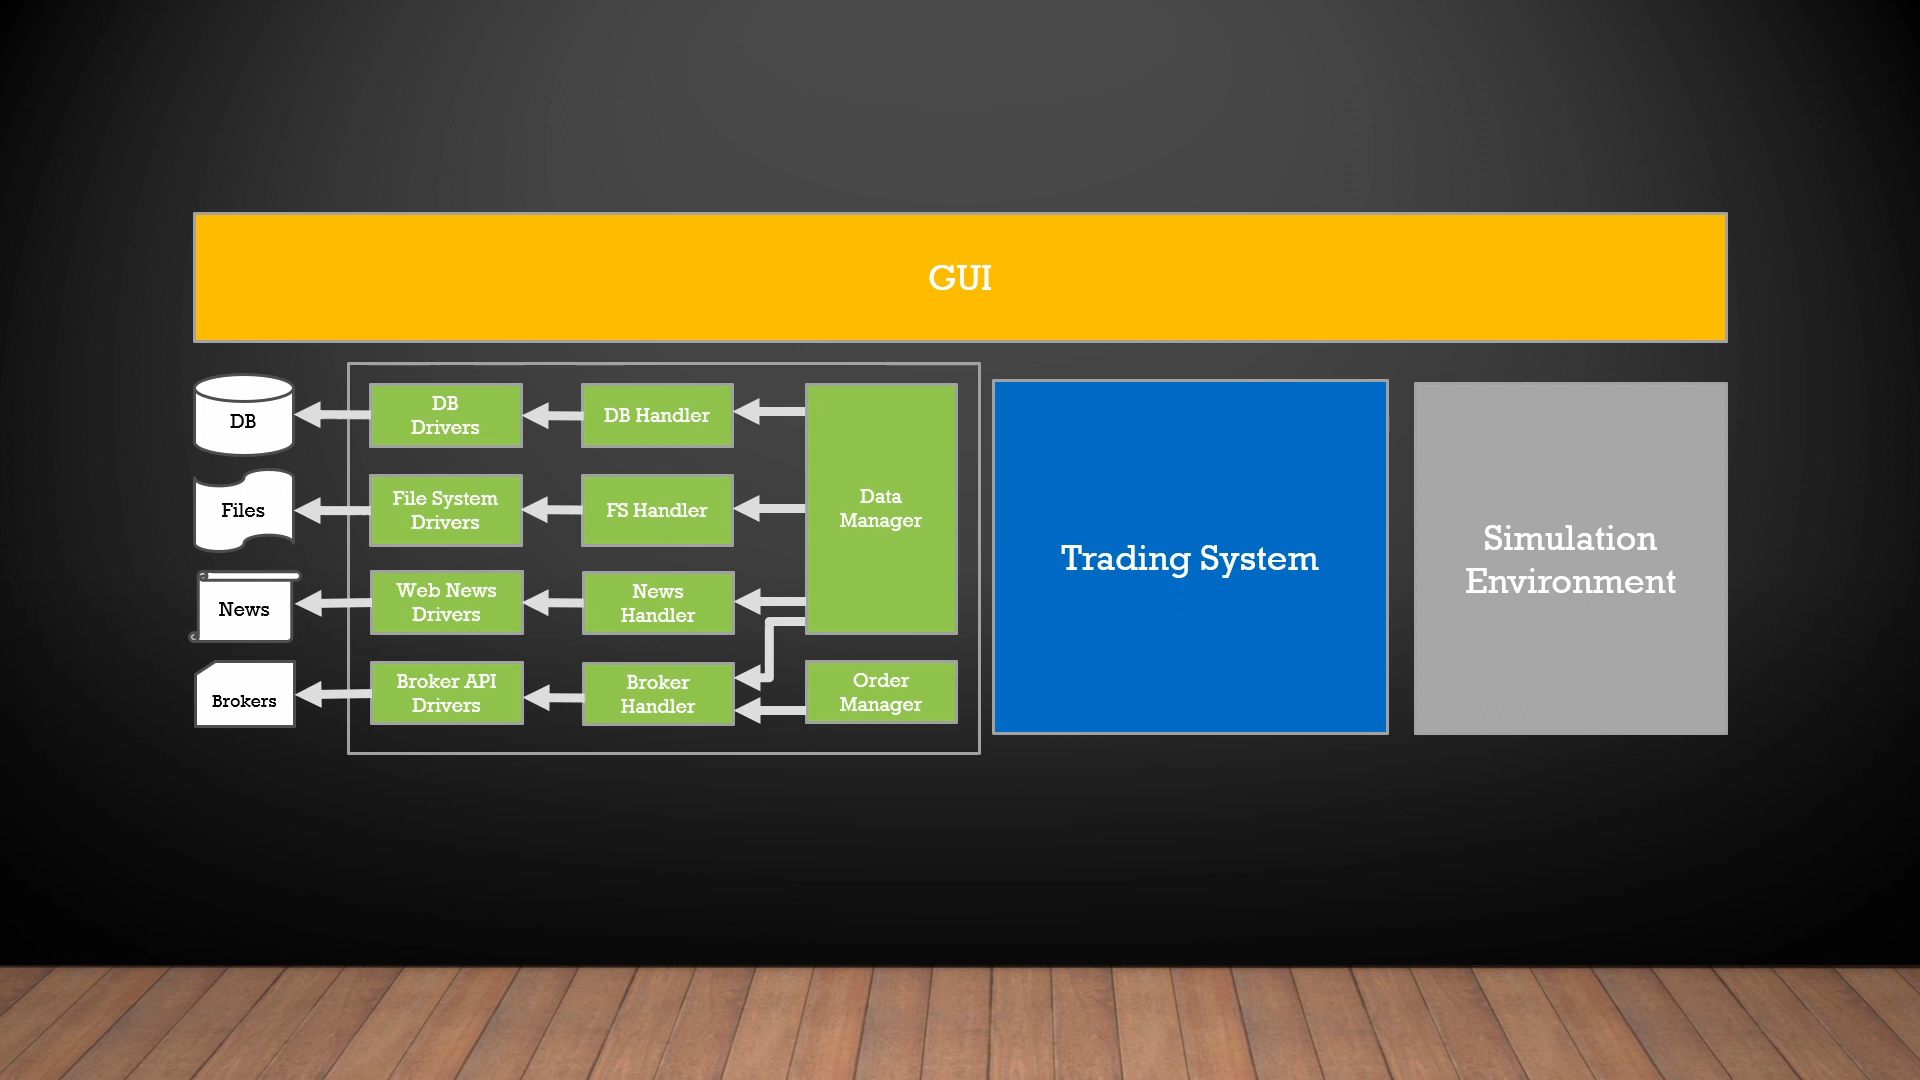 GUI
DB
DB
Drivers
DB Handler
Data
Manager
Files
File System
Drivers
FS Handler
News
Web News
Drivers
News
Handler
Brokers
Broker API
Drivers
Broker
Handler
Order
Manager
Trading System
Simulation
Environment